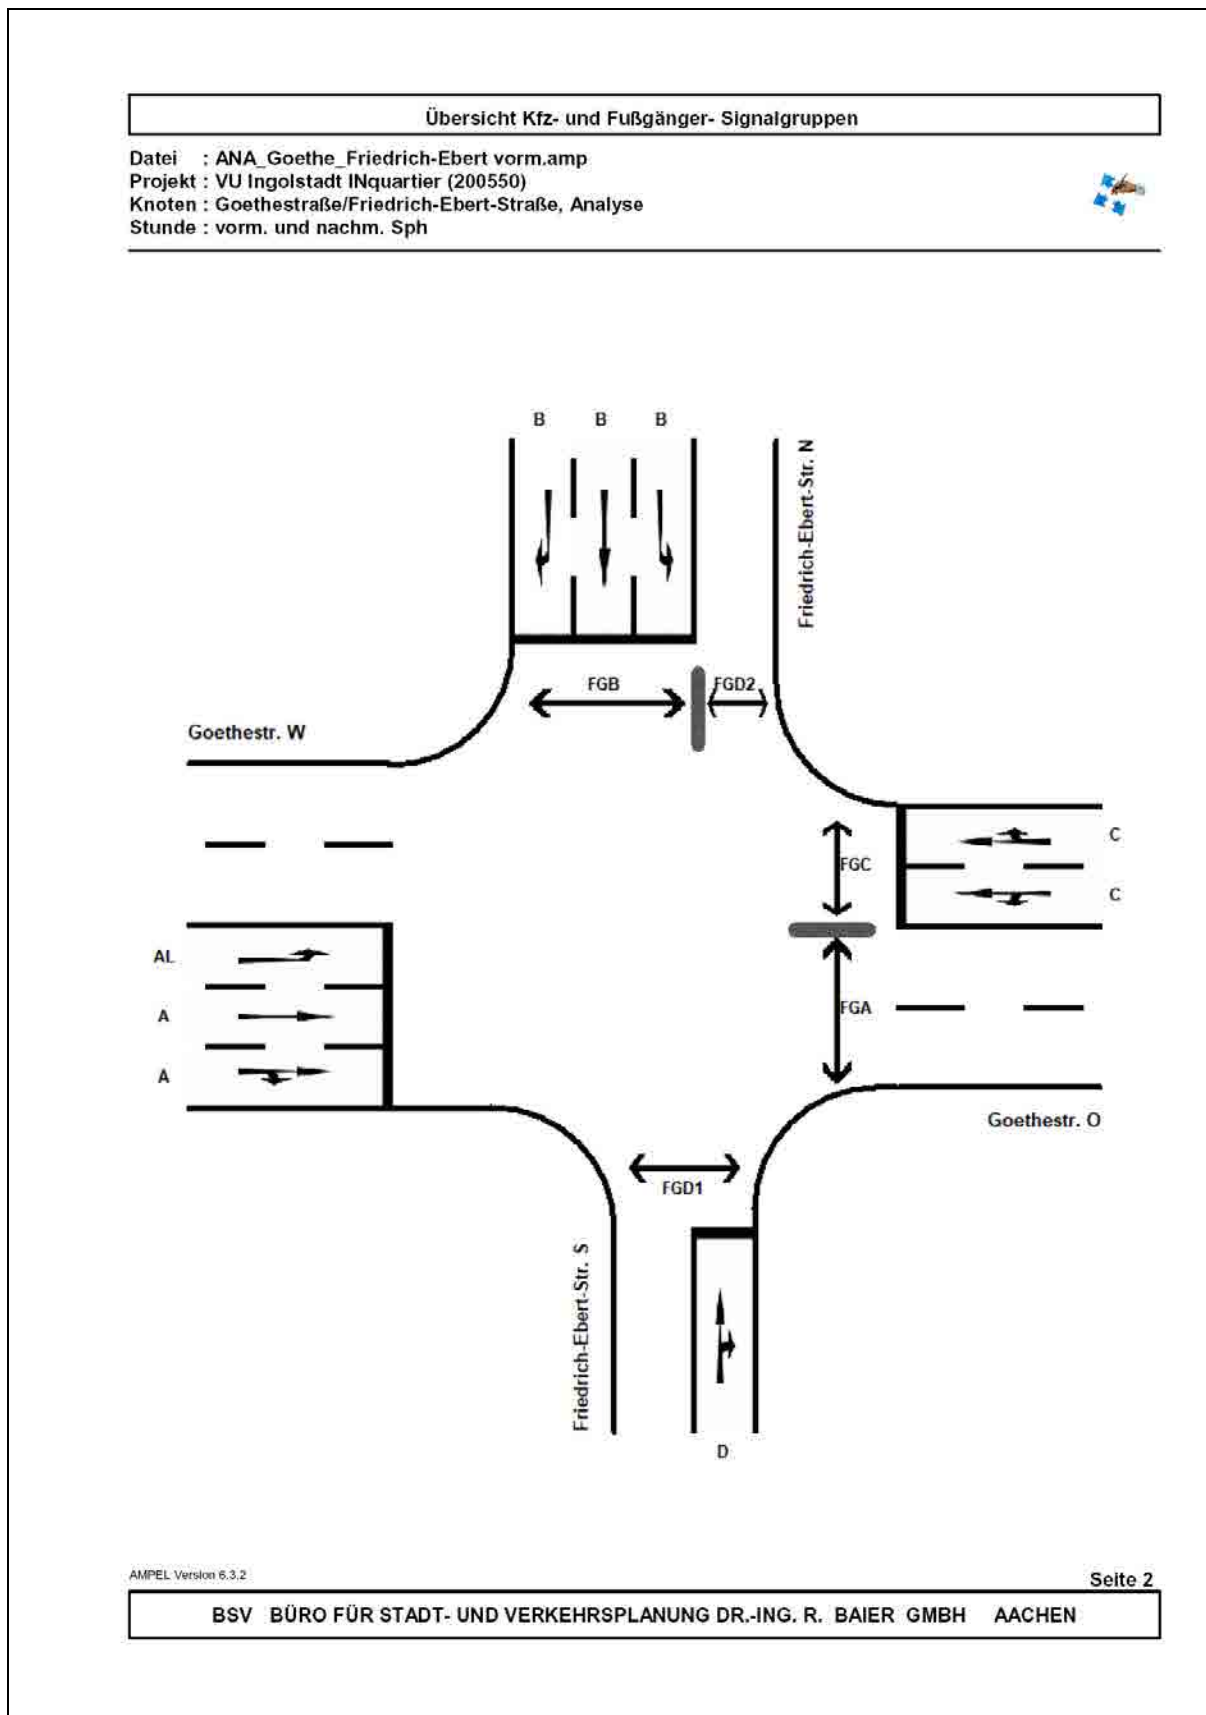 Übersicht Kfz- und Fußgänger- Signalgruppen
Datei : ANA_Goethe_Friedrich-Ebert vorm.amp
Projekt : VU Ingolstadt INquartier (200550)
Knoten : Goethestraße/Friedrich-Ebert-Straße, Analyse
Stunde : vorm. und nachm. Sph
B B B
Friedrich-Ebert-Str. N
FGB FGD2
Goethestr. W
C
FGC
C
AL
A
FGA
A
Goethestr. O
FGD1
Friedrich-Ebert-Str. S
D
AMPEL Version 6.3.2
Seite 2
BSV BÜRO FÜR STADT- UND VERKEHRSPLANUNG DR.-ING. R. BAIER GMBH AACHEN